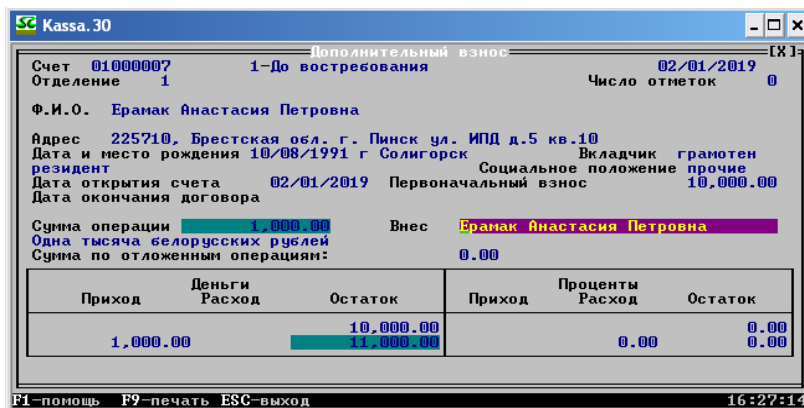 SC Kassa.30
Дополнительный взнос [X]
Счет 01000007 1-До востребования 02/01/2019
Отделение 1 Число отметок 0
Ф.И.О. Ерамак Анастасия Петровна
Адрес 225710, Брестская обл. г. Пинск ул. ИПД д.5 кв.10
Дата и место рождения 10/08/1991 г Солигорск Вкладчик грамотен
резидент Социальное положение прочие
Дата открытия счета 02/01/2019 Первоначальный взнос 10,000.00
Дата окончания договора
Сумма операции 1,000.00 Внес Ерамак Анастасия Петровна
Одна тысяча белорусских рублей
Сумма по отложенным операциям: 0.00
Деньги Проценты
Приход Расход Остаток Приход Расход Остаток
10,000.00 0.00
1,000.00 11,000.00 0.00 0.00
F1-помощь F9-печать ESC-выход 16:27:14